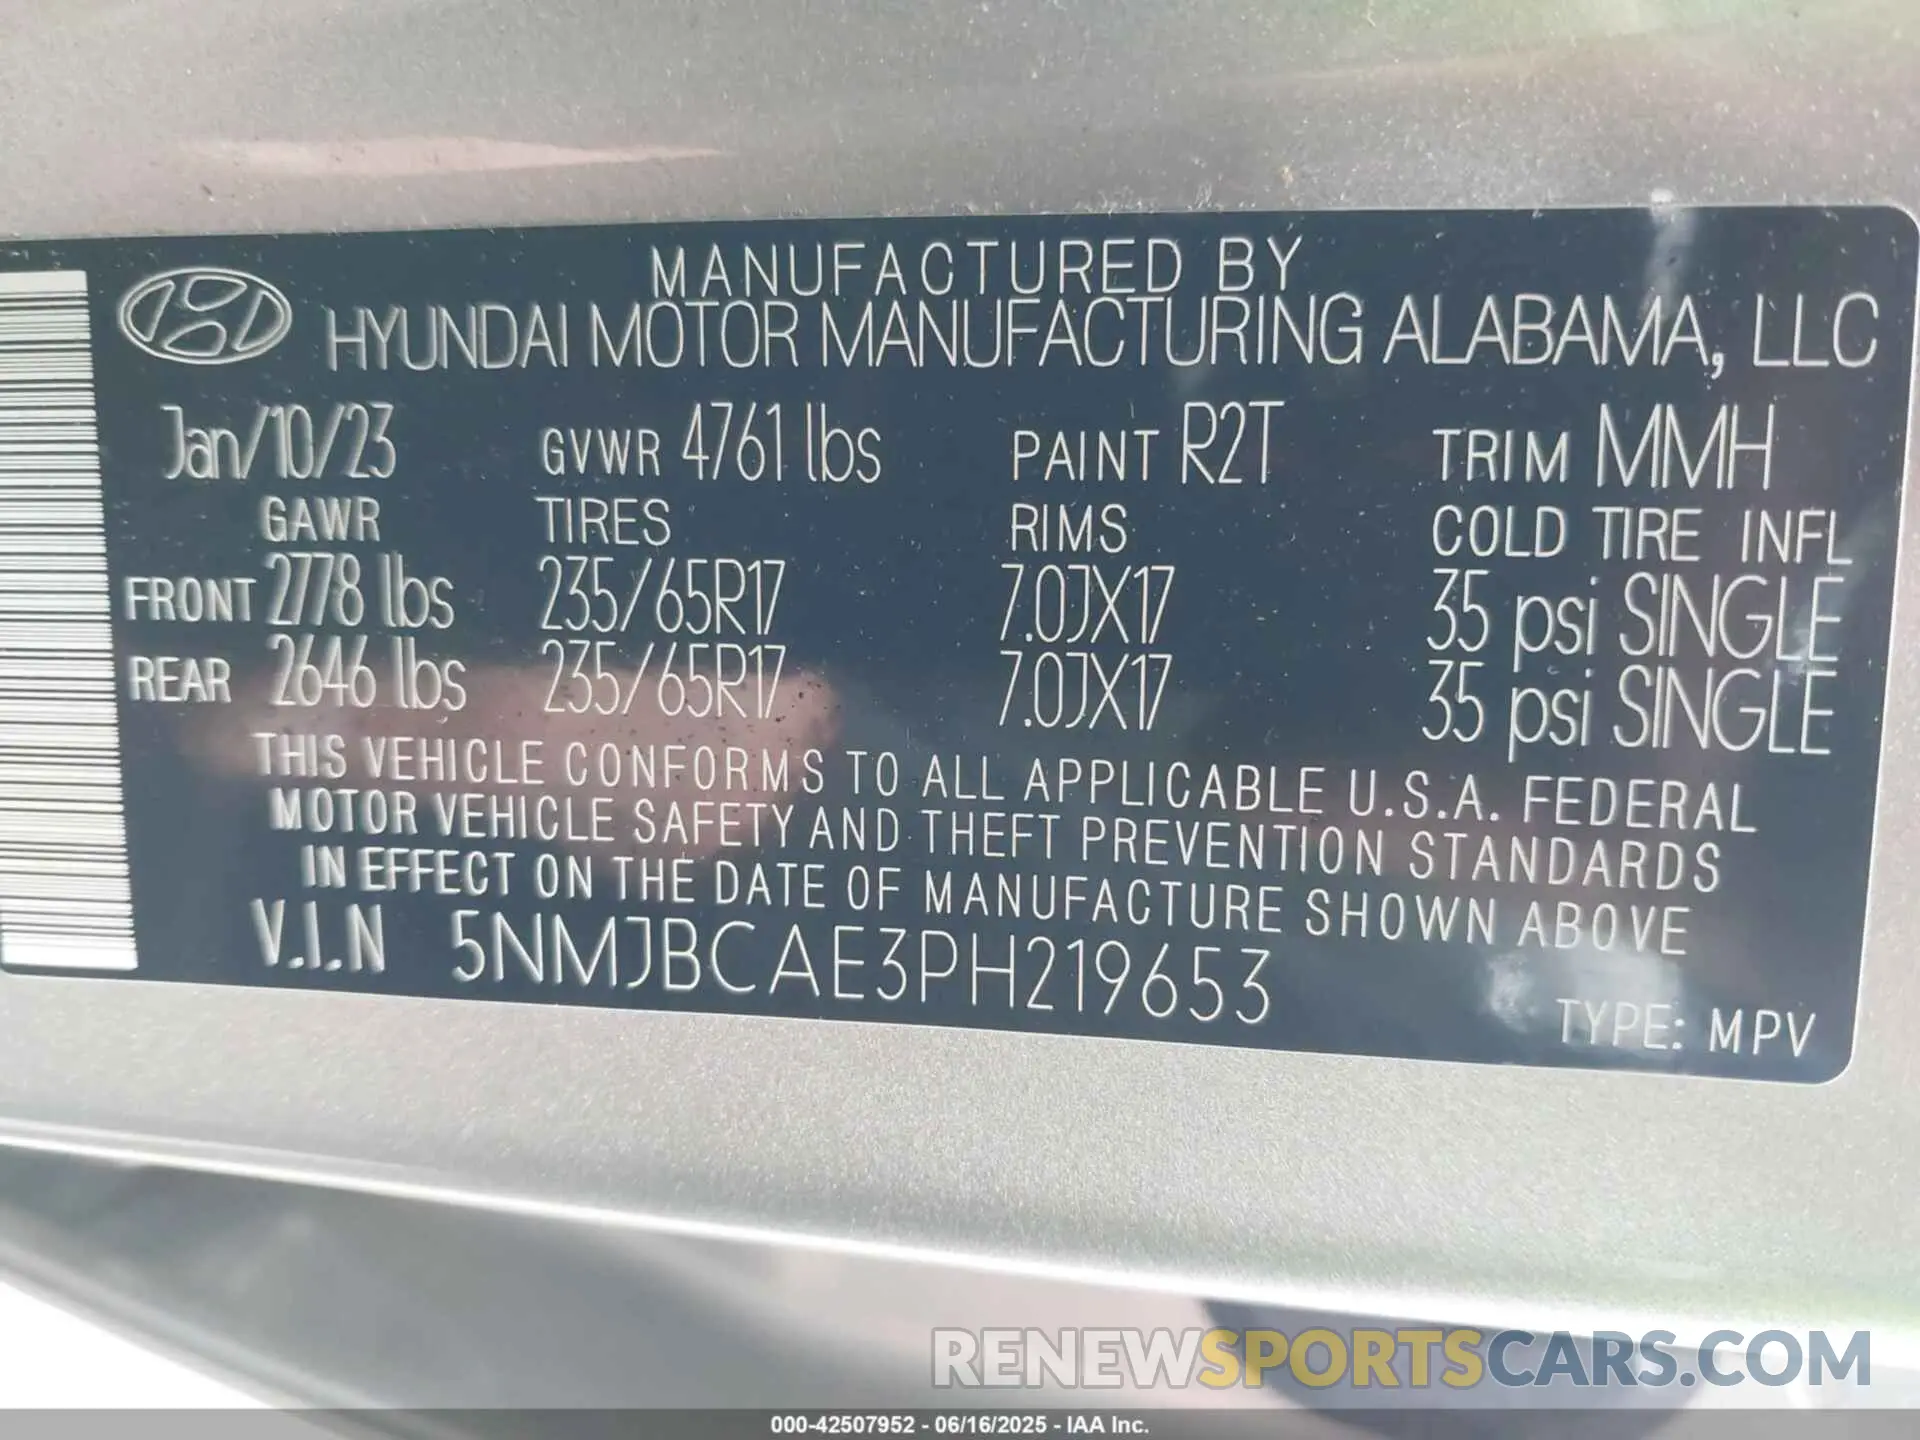 MANUFACTURED BY
HYUNDAI MOTOR MANUFACTURING ALABAMA, LLC
Jan/10/23 GVWR 4761 lbs PAINT R2T TRIM MMH
GAWR TIRES RIMS COLD TIRE INFL
FRONT 2778 lbs 235/65R17 7.0JX17 35 psi SINGLE
REAR 2646 lbs 235/65R17 7.0JX17 35 psi SINGLE
THIS VEHICLE CONFORMS TO ALL APPLICABLE U.S.A. FEDERAL
MOTOR VEHICLE SAFETY AND THEFT PREVENTION STANDARDS
IN EFFECT ON THE DATE OF MANUFACTURE SHOWN ABOVE
V.I.N 5NMJBCAE3PH219653
TYPE: MPV
RENEWSPORTSCARS.COM
000-42507952 - 06/16/2025 - IAA Inc.